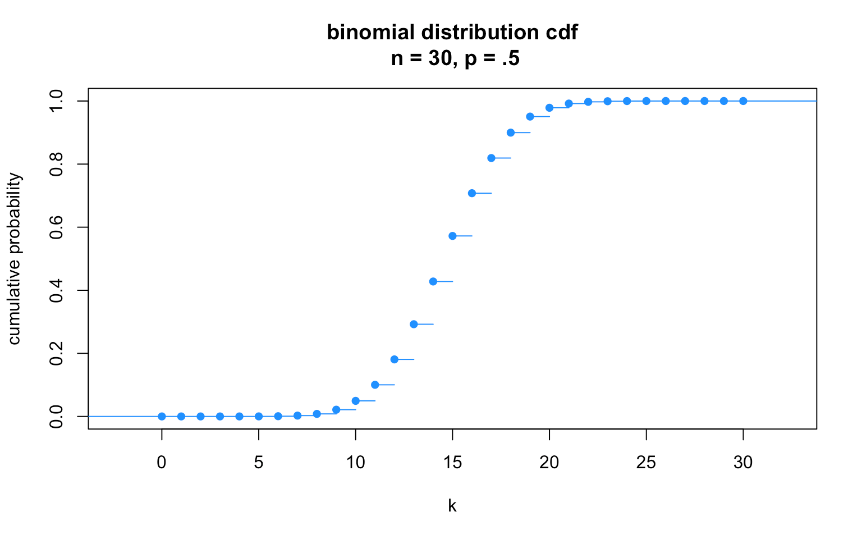 binomial distribution cdf
n = 30, p = .5
cumulative probability
1.0
0.8
0.6
0.4
0.2
0.0
0 5 10 15 20 25 30
k